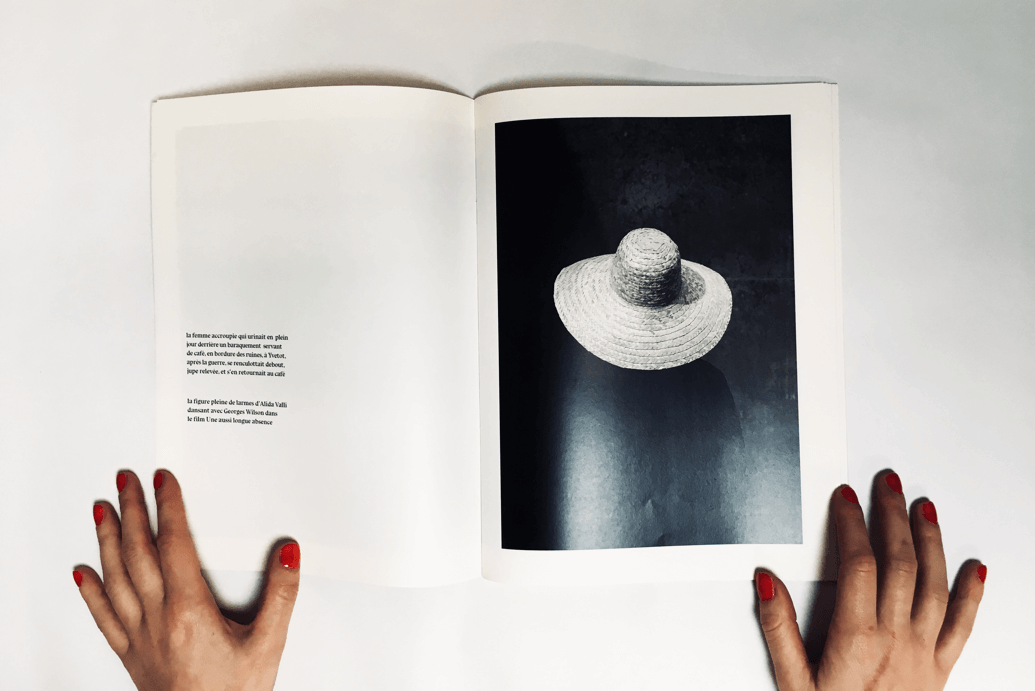 la femme accroupie qui urinait en plein
jour derrière un baraquement servant
de café, en bordure des ruines, à Yvetot,
après la guerre, se renculottait debout,
jupe relevée, et s'en retournait au café
la figure pleine de larmes d'Alida Valli
dansant avec Georges Wilson dans
le film Une aussi longue absence